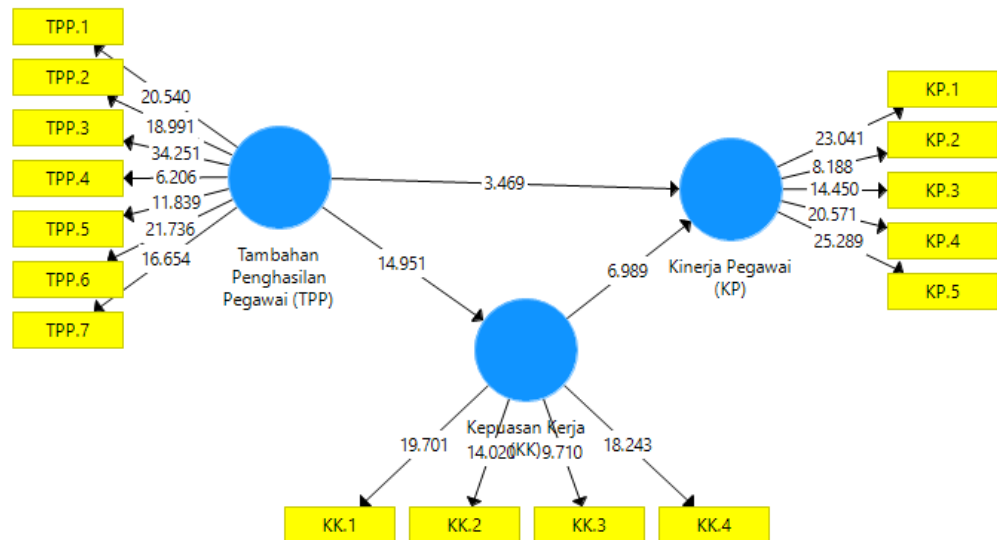 TPP.1
TPP.2
TPP.3
TPP.4
TPP.5
TPP.6
TPP.7
20.540
18.991
34.251
6.206
11.839
21.736
16.654
Tambahan
Penghasilan
Pegawai (TPP)
3.469
14.951
6.989
Kinerja Pegawai
(KP)
23.041
8.188
14.450
20.571
25.289
KP.1
KP.2
KP.3
KP.4
KP.5
Kepuasan Kerja
(KK)
19.701
14.020
9.710
18.243
KK.1
KK.2
KK.3
KK.4